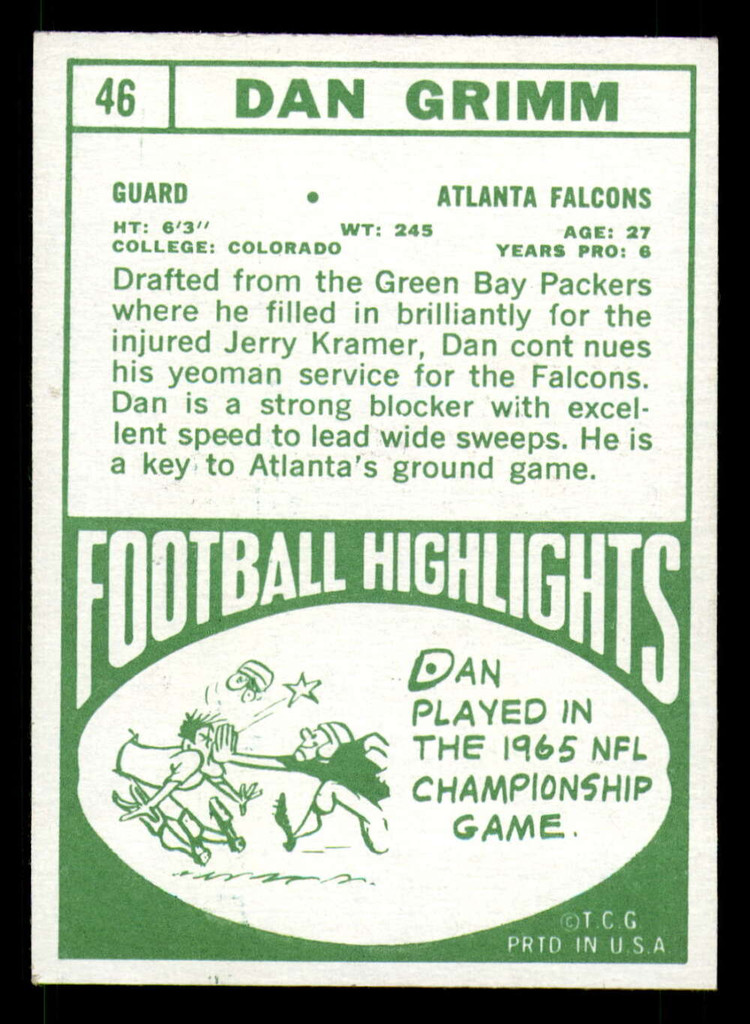 46 DAN GRIMM
GUARD • ATLANTA FALCONS
HT: 6'3" WT: 245 AGE: 27
COLLEGE: COLORADO YEARS PRO: 6
Drafted from the Green Bay Packers
where he filled in brilliantly for the
injured Jerry Kramer, Dan cont nues
his yeoman service for the Falcons.
Dan is a strong blocker with excel-
lent speed to lead wide sweeps. He is
a key to Atlanta's ground game.
FOOTBALL HIGHLIGHTS
DAN
PLAYED IN
THE 1965 NFL
CHAMPIONSHIP
GAME.
©T.C.G.
PRTD IN U.S.A.